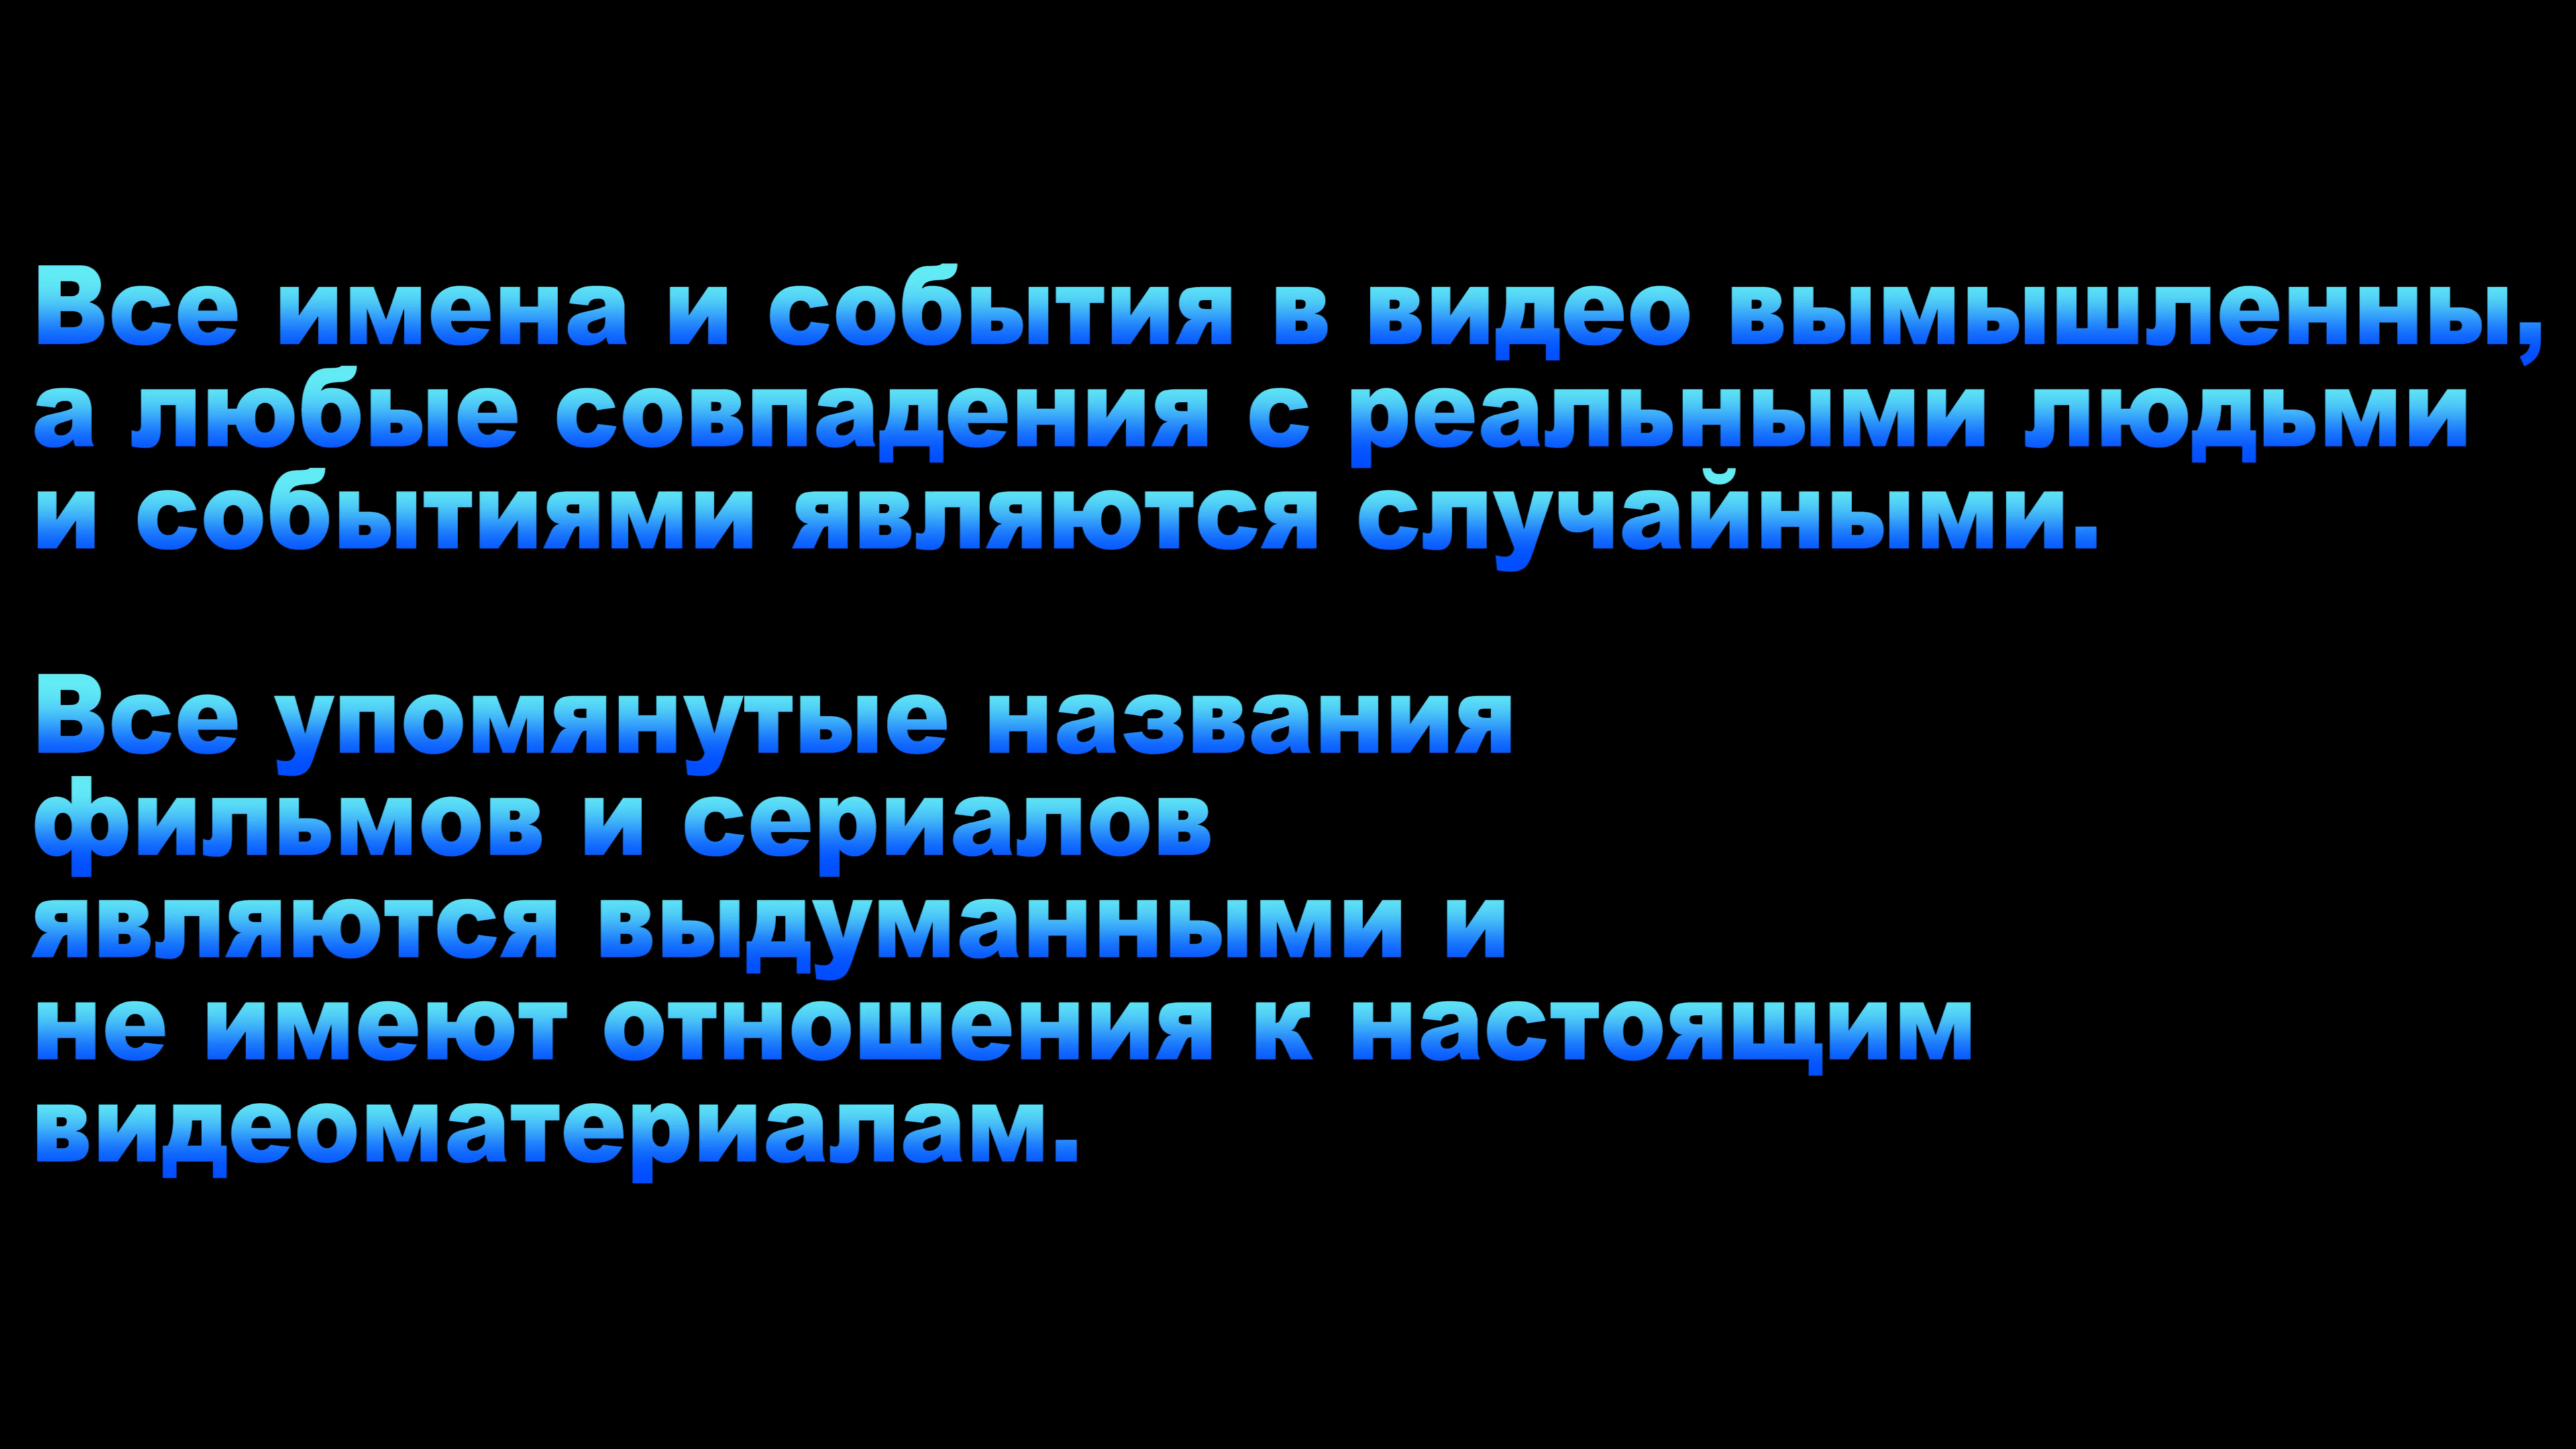 Все имена и события в видео вымышленны,
а любые совпадения с реальными людьми
и событиями являются случайными.
Все упомянутые названия
фильмов и сериалов
являются выдуманными и
не имеют отношения к настоящим
видеоматериалам.